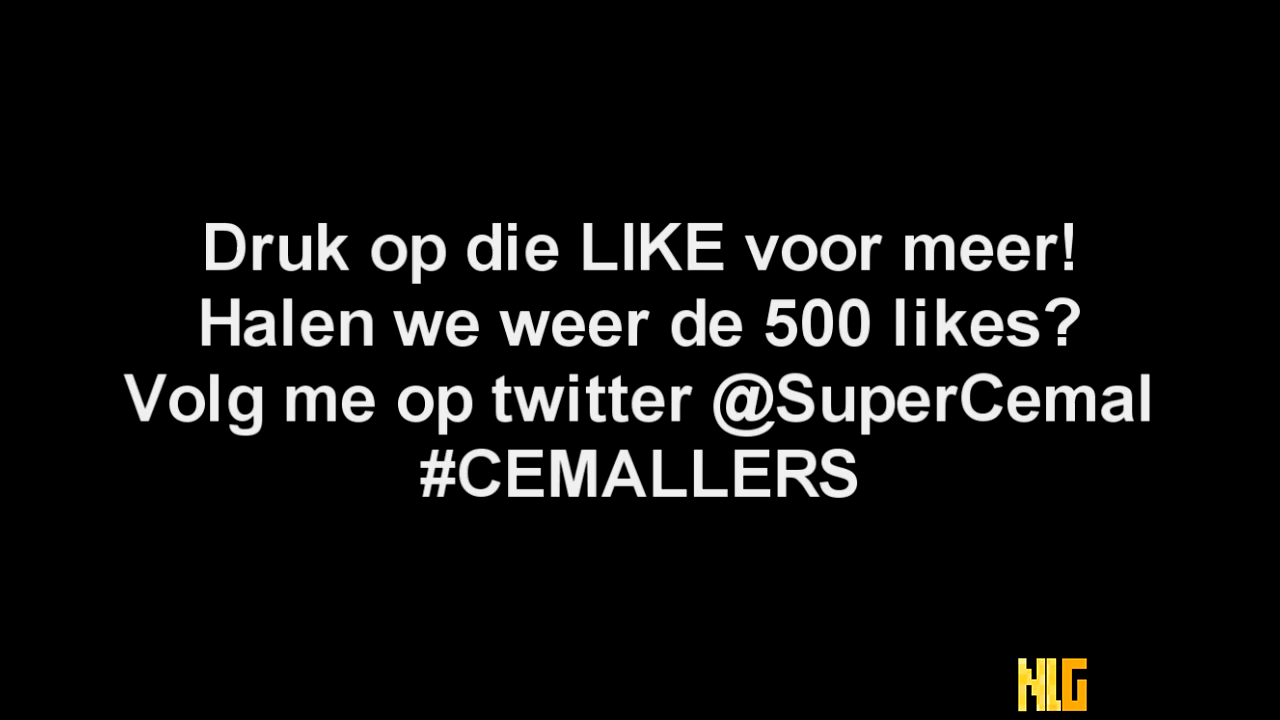 Druk op die LIKE voor meer!
Halen we weer de 500 likes?
Volg me op twitter @SuperCemal
#CEMALLERS
NLG